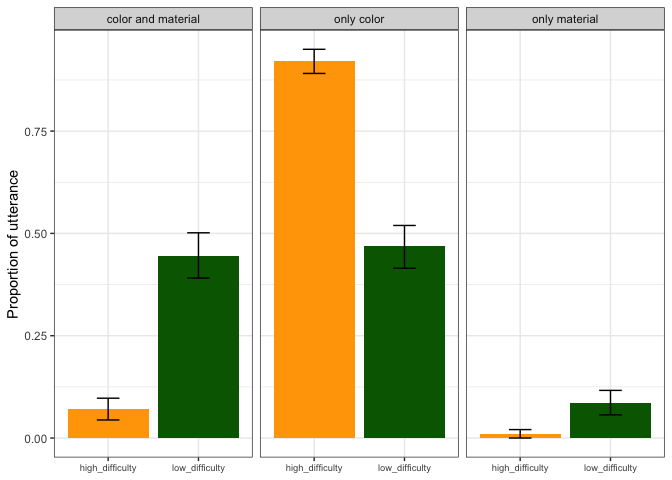 color and material
only color
only material
Proportion of utterance
0.75
0.50
0.25
0.00
high_difficulty
low_difficulty
high_difficulty
low_difficulty
high_difficulty
low_difficulty